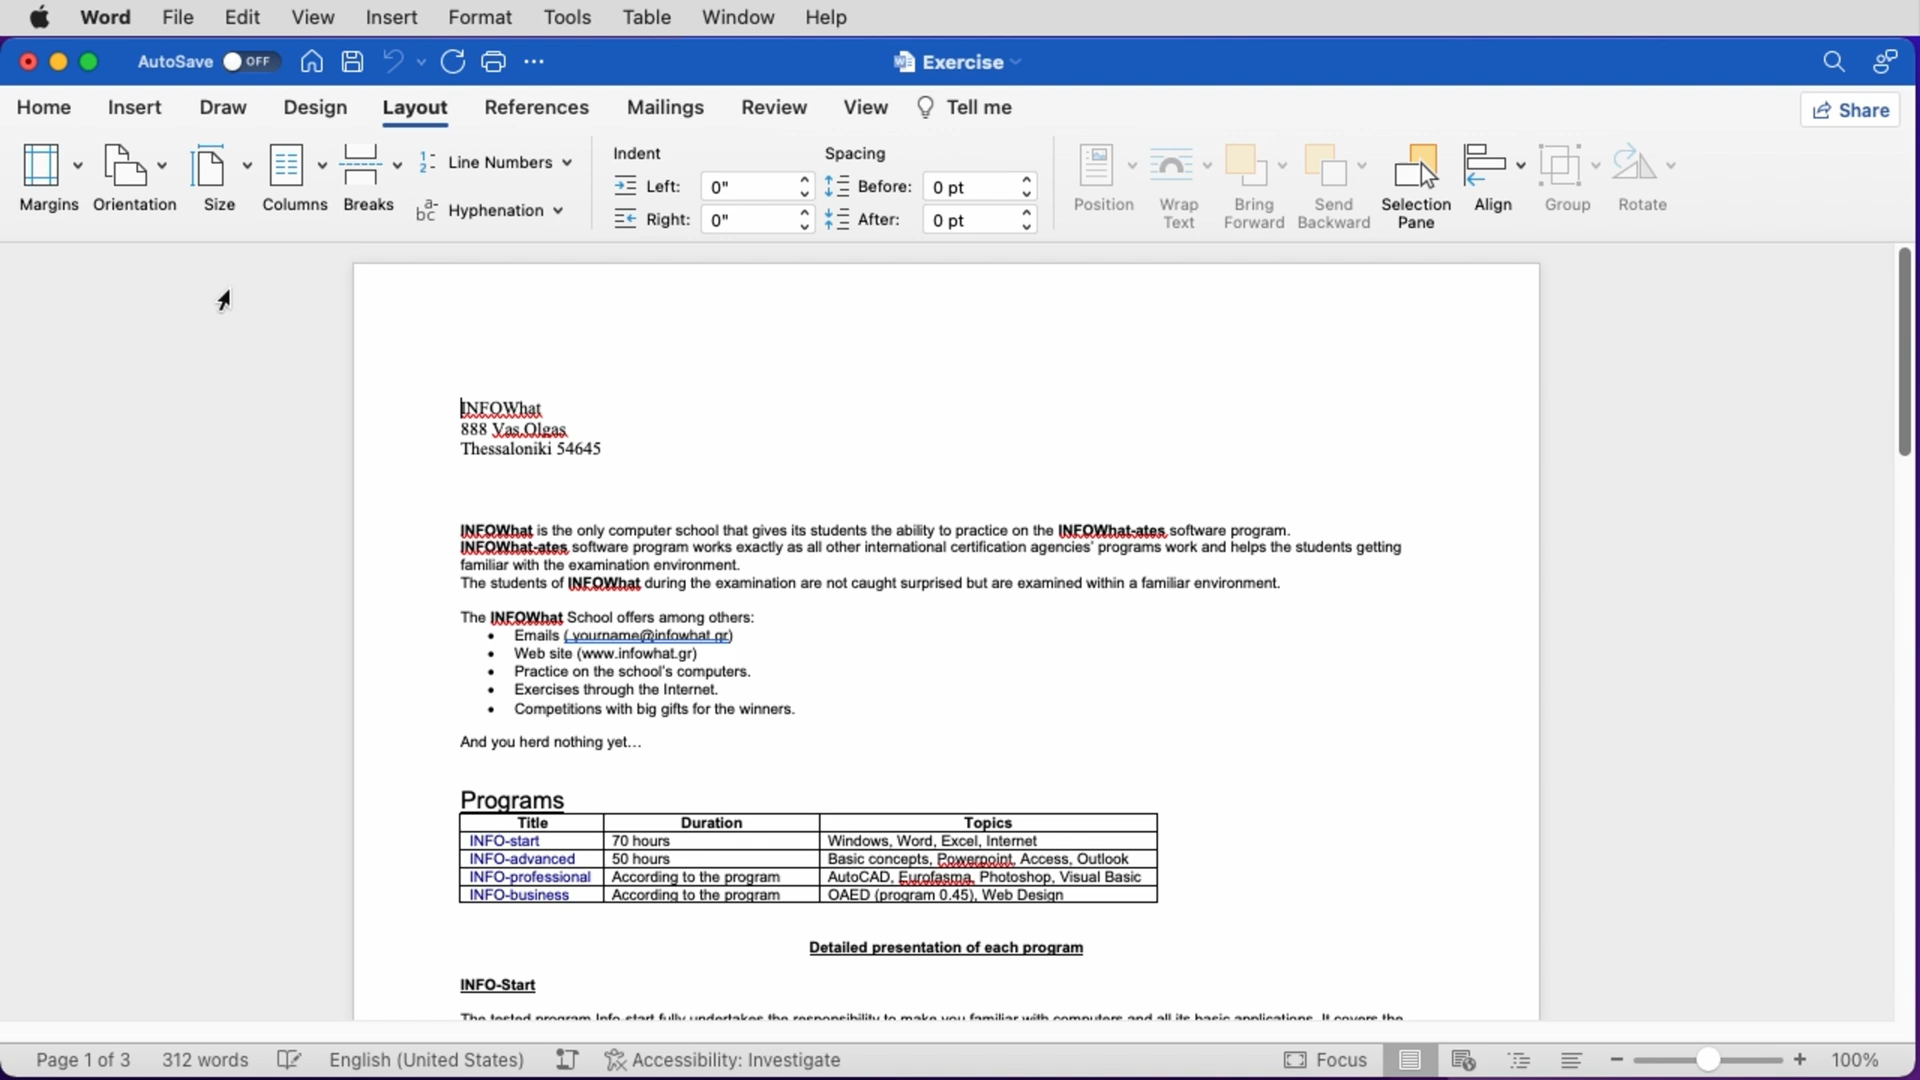 Word File Edit View Insert Format Tools Table Window Help
AutoSave OFF Exercise
Home Insert Draw Design Layout References Mailings Review View Tell me Share
Margins Orientation Size Columns Breaks
Line Numbers
Hyphenation
Indent
Left: 0"
Right: 0"
Spacing
Before: 0 pt
After: 0 pt
Position Wrap Text Bring Forward Send Backward Selection Pane Align Group Rotate
INFOWhat
888 Vas.Olgas
Thessaloniki 54645
INFOWhat is the only computer school that gives its students the ability to practice on the INFOWhat-ates software program.
INFOWhat-ates software program works exactly as all other international certification agencies' programs work and helps the students getting
familiar with the examination environment.
The students of INFOWhat during the examination are not caught surprised but are examined within a familiar environment.
The INFOWhat School offers among others:
• Emails ( yourname@infowhat.gr)
• Web site (www.infowhat.gr)
• Practice on the school's computers.
• Exercises through the Internet.
• Competitions with big gifts for the winners.
And you herd nothing yet…
Programs
Title Duration Topics
INFO-start 70 hours Windows, Word, Excel, Internet
INFO-advanced 50 hours Basic concepts, Powerpoint, Access, Outlook
INFO-professional According to the program AutoCAD, Eurofasma, Photoshop, Visual Basic
INFO-business According to the program OAED (program 0.45), Web Design
Detailed presentation of each program
INFO-Start
The tested program Info-start fully undertakes the responsibility to make you familiar with computers and all its basic applications. It covers the
Page 1 of 3 312 words English (United States) Accessibility: Investigate Focus 100%